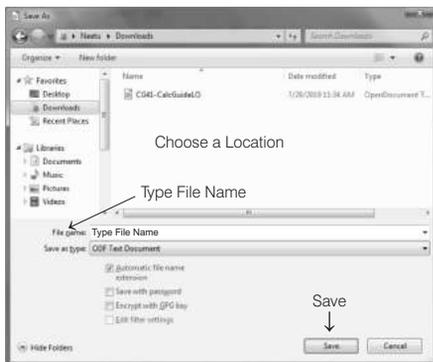 Save As
Neetu ▸ Downloads
Search Downloads
Organize
New folder
Name
Date modified
Type
Favorites
Desktop
Downloads
Recent Places
CG41-CalcGuideLO
7/26/2019 11:34 AM
OpenDocument T...
Choose a Location
Libraries
Documents
Music
Pictures
Videos
Type File Name
File name: Type File Name
Save as type: ODF Text Document
Automatic file name
extension
Save with password
Encrypt with GPG key
Edit filter settings
Save
Hide Folders
Save
Cancel